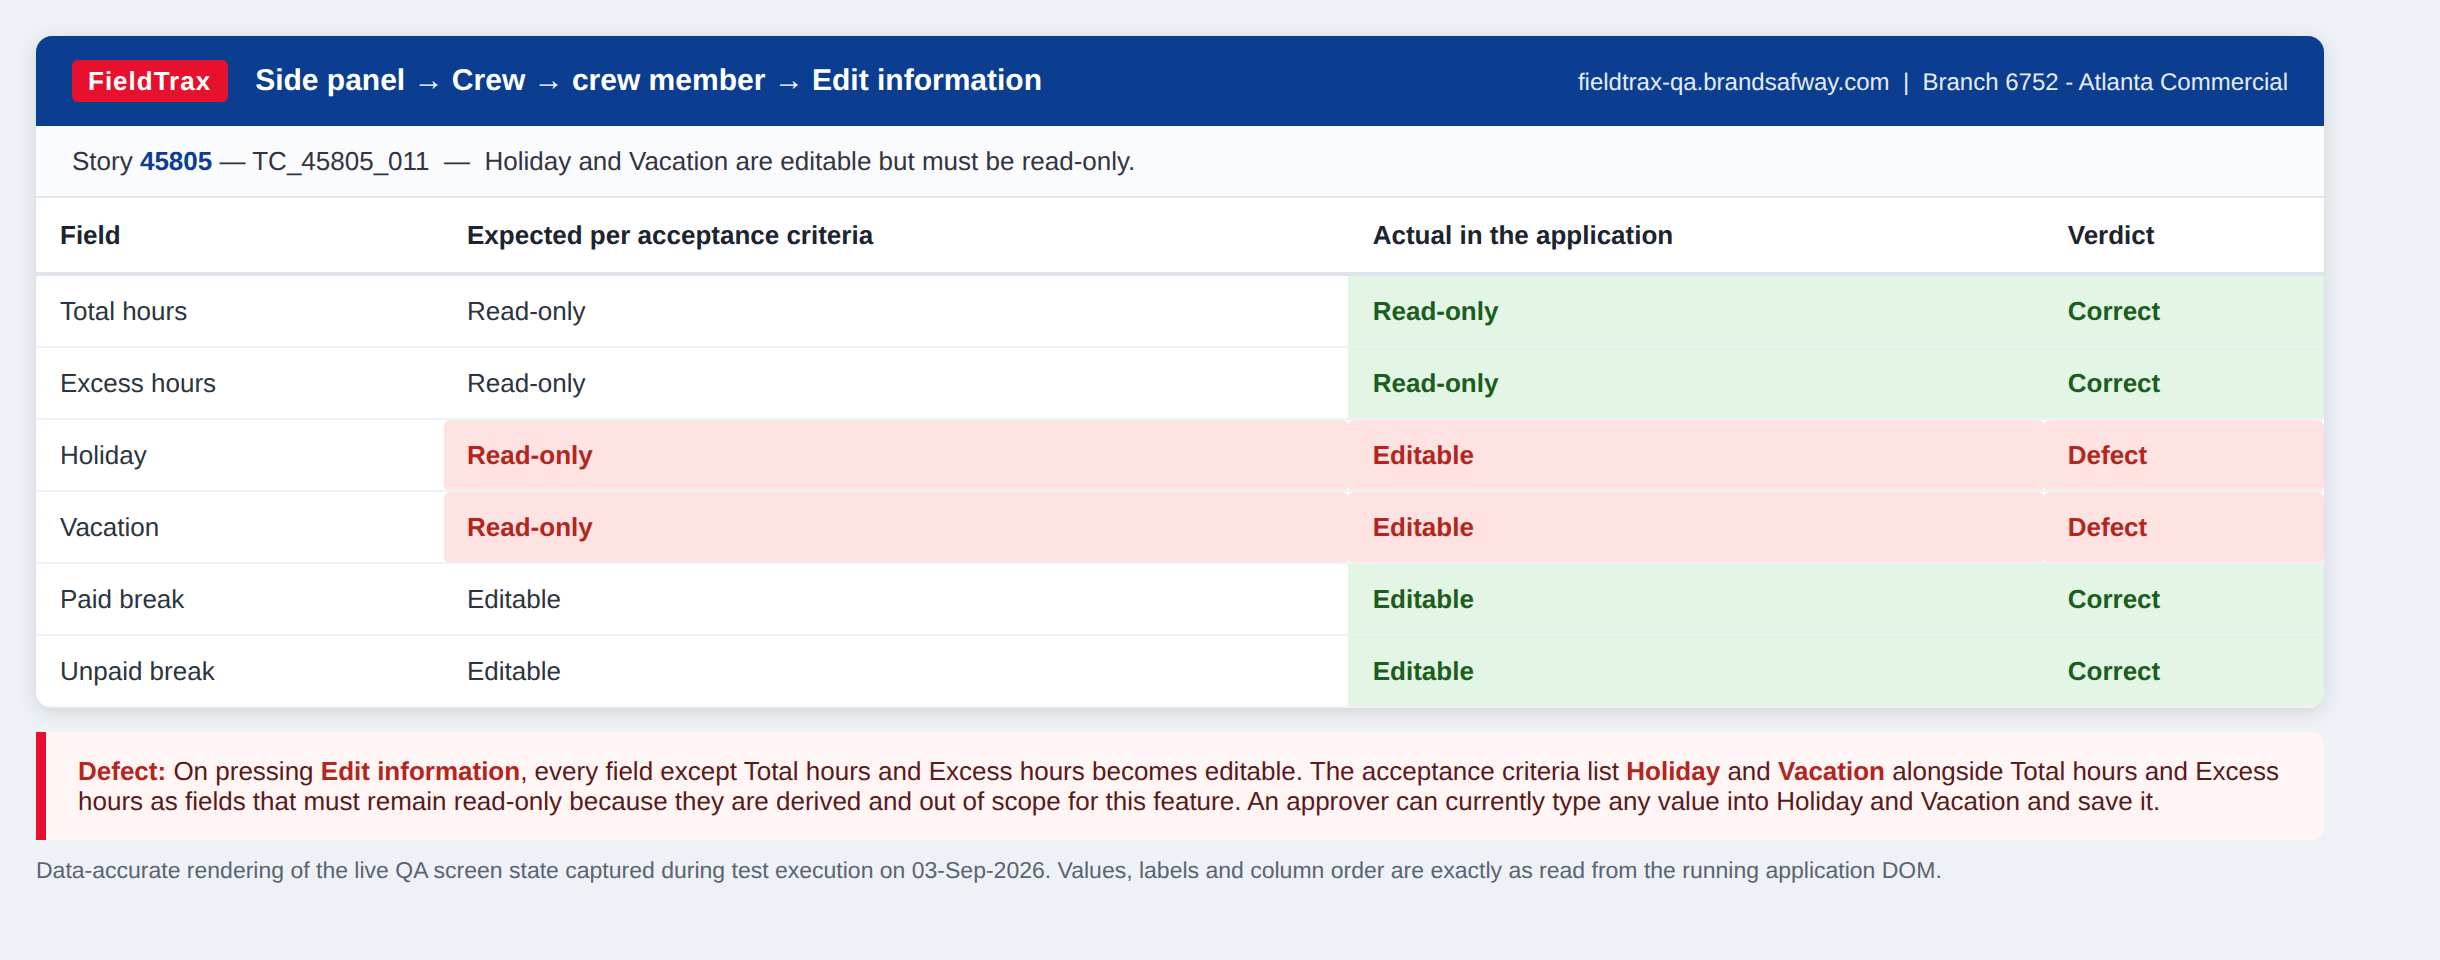 FieldTrax Side panel → Crew → crew member → Edit information fieldtrax-qa.brandsafway.com | Branch 6752 - Atlanta Commercial
Story 45805 — TC_45805_011 — Holiday and Vacation are editable but must be read-only.
Field Expected per acceptance criteria Actual in the application Verdict
Total hours Read-only Read-only Correct
Excess hours Read-only Read-only Correct
Holiday Read-only Editable Defect
Vacation Read-only Editable Defect
Paid break Editable Editable Correct
Unpaid break Editable Editable Correct
Defect: On pressing Edit information, every field except Total hours and Excess hours becomes editable. The acceptance criteria list Holiday and Vacation alongside Total hours and Excess
hours as fields that must remain read-only because they are derived and out of scope for this feature. An approver can currently type any value into Holiday and Vacation and save it.
Data-accurate rendering of the live QA screen state captured during test execution on 03-Sep-2026. Values, labels and column order are exactly as read from the running application DOM.